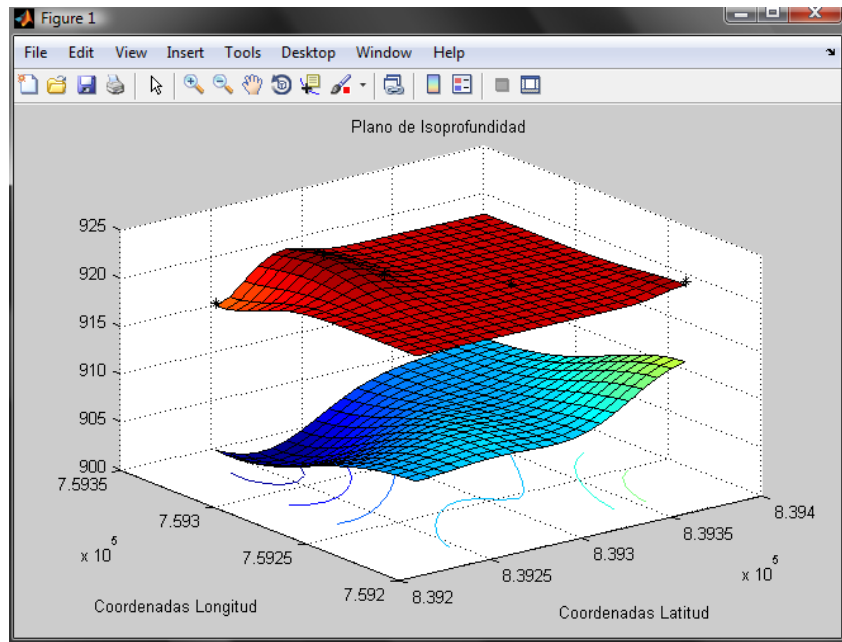 Figure 1
File Edit View Insert Tools Desktop Window Help
Plano de Isoprofundidad
925
920
915
910
905
900
7.5935
7.593
7.5925
7.592
x 10^5
Coordenadas Longitud
8.392
8.3925
8.393
8.3935
8.394
x 10^5
Coordenadas Latitud